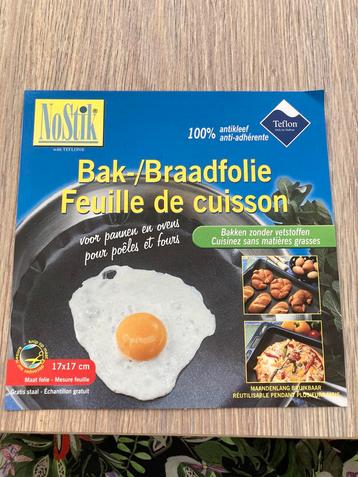 NoStik®
with TEFLON®
100% antikleef
anti-adhérente
Teflon
Bak-/Braadfolie
Feuille de cuisson
voor pannen en ovens
pour poêles et fours
Bakken zonder vetstoffen
Cuisinez sans matières grasses
17x17 cm
Maat folie - Mesure feuille
Gratis staal - Échantillon gratuit
MAANDENLANG BRUIKBAAR
RÉUTILISABLE PENDANT PLUSIEURS MOIS